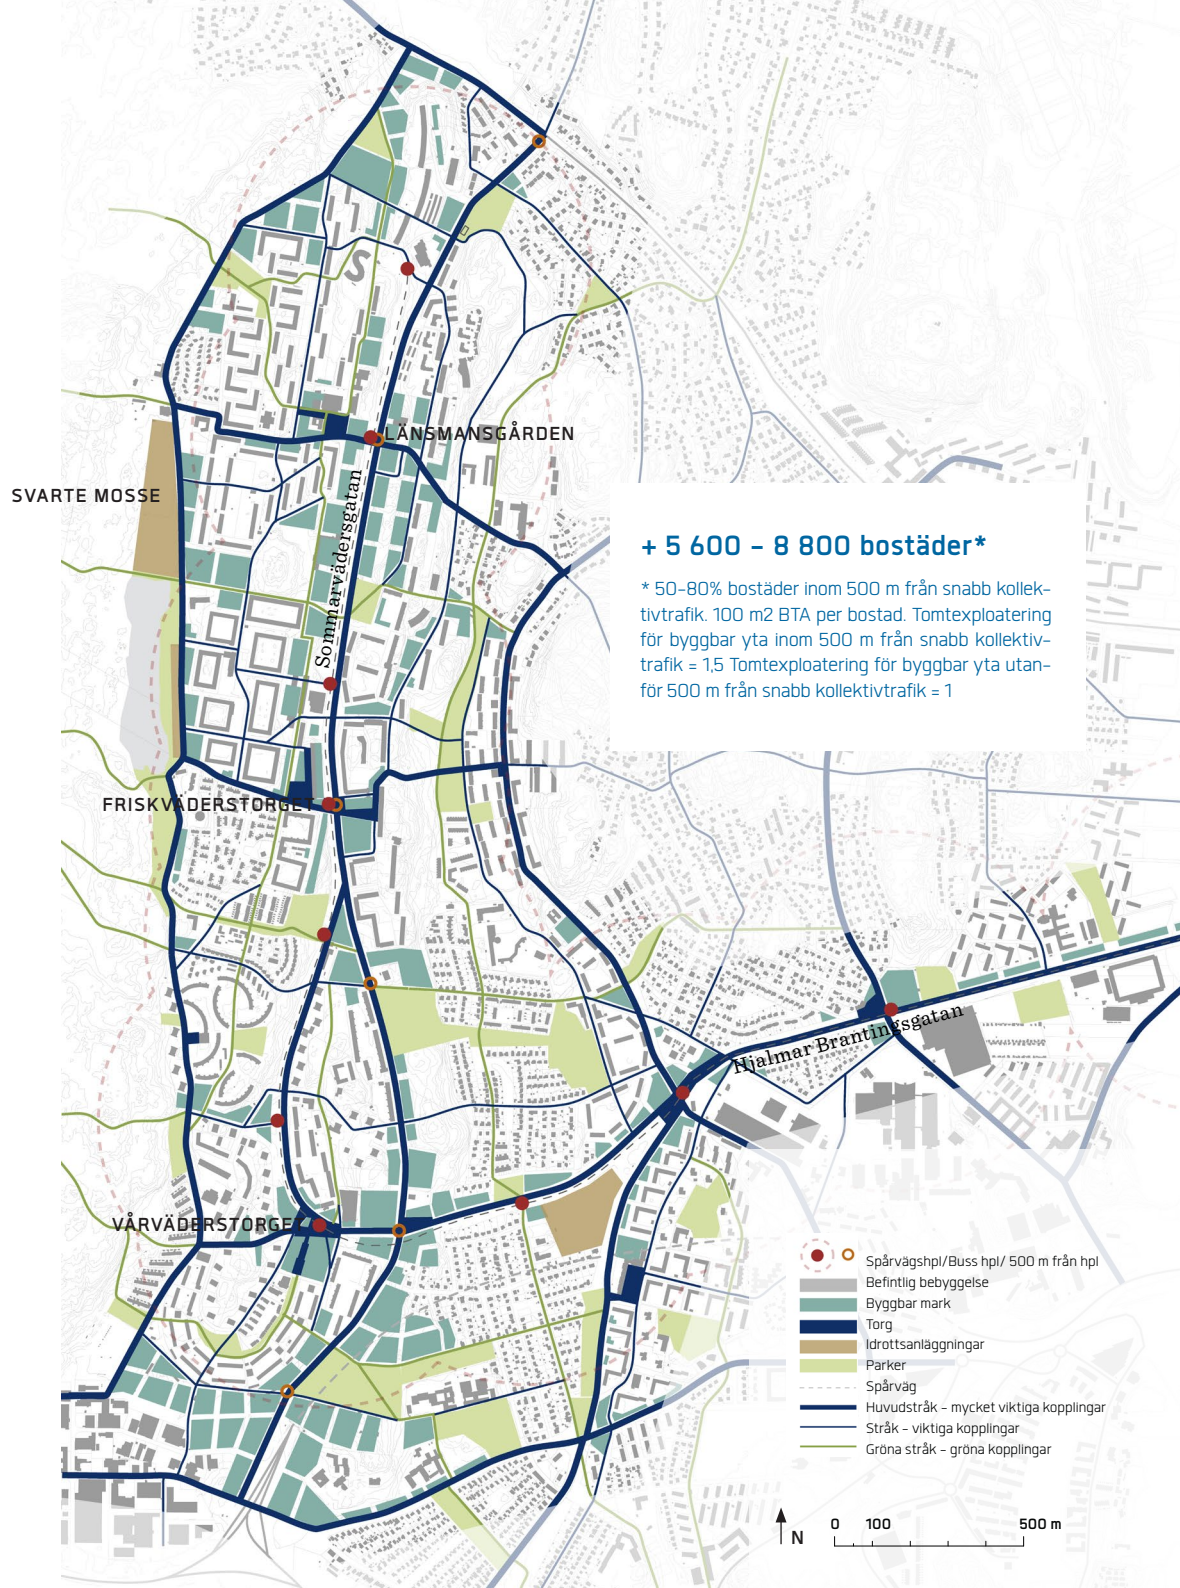 LÄNSMANSGÅRDEN
SVARTE MOSSE
Sommarvädersgatan
+ 5 600 – 8 800 bostäder*
* 50–80% bostäder inom 500 m från snabb kollek-
tivtrafik. 100 m2 BTA per bostad. Tomtexploatering
för byggbar yta inom 500 m från snabb kollektiv-
trafik = 1,5 Tomtexploatering för byggbar yta utan-
för 500 m från snabb kollektivtrafik = 1
FRISKVÄDERSTORGET
Hjalmar Brantingsgatan
VÅRVÄDERSTORGET
Spårvägshpl/Buss hpl/ 500 m från hpl
Befintlig bebyggelse
Byggbar mark
Torg
Idrottsanläggningar
Parker
Spårväg
Huvudstråk – mycket viktiga kopplingar
Stråk – viktiga kopplingar
Gröna stråk – gröna kopplingar
N
0 100 500 m